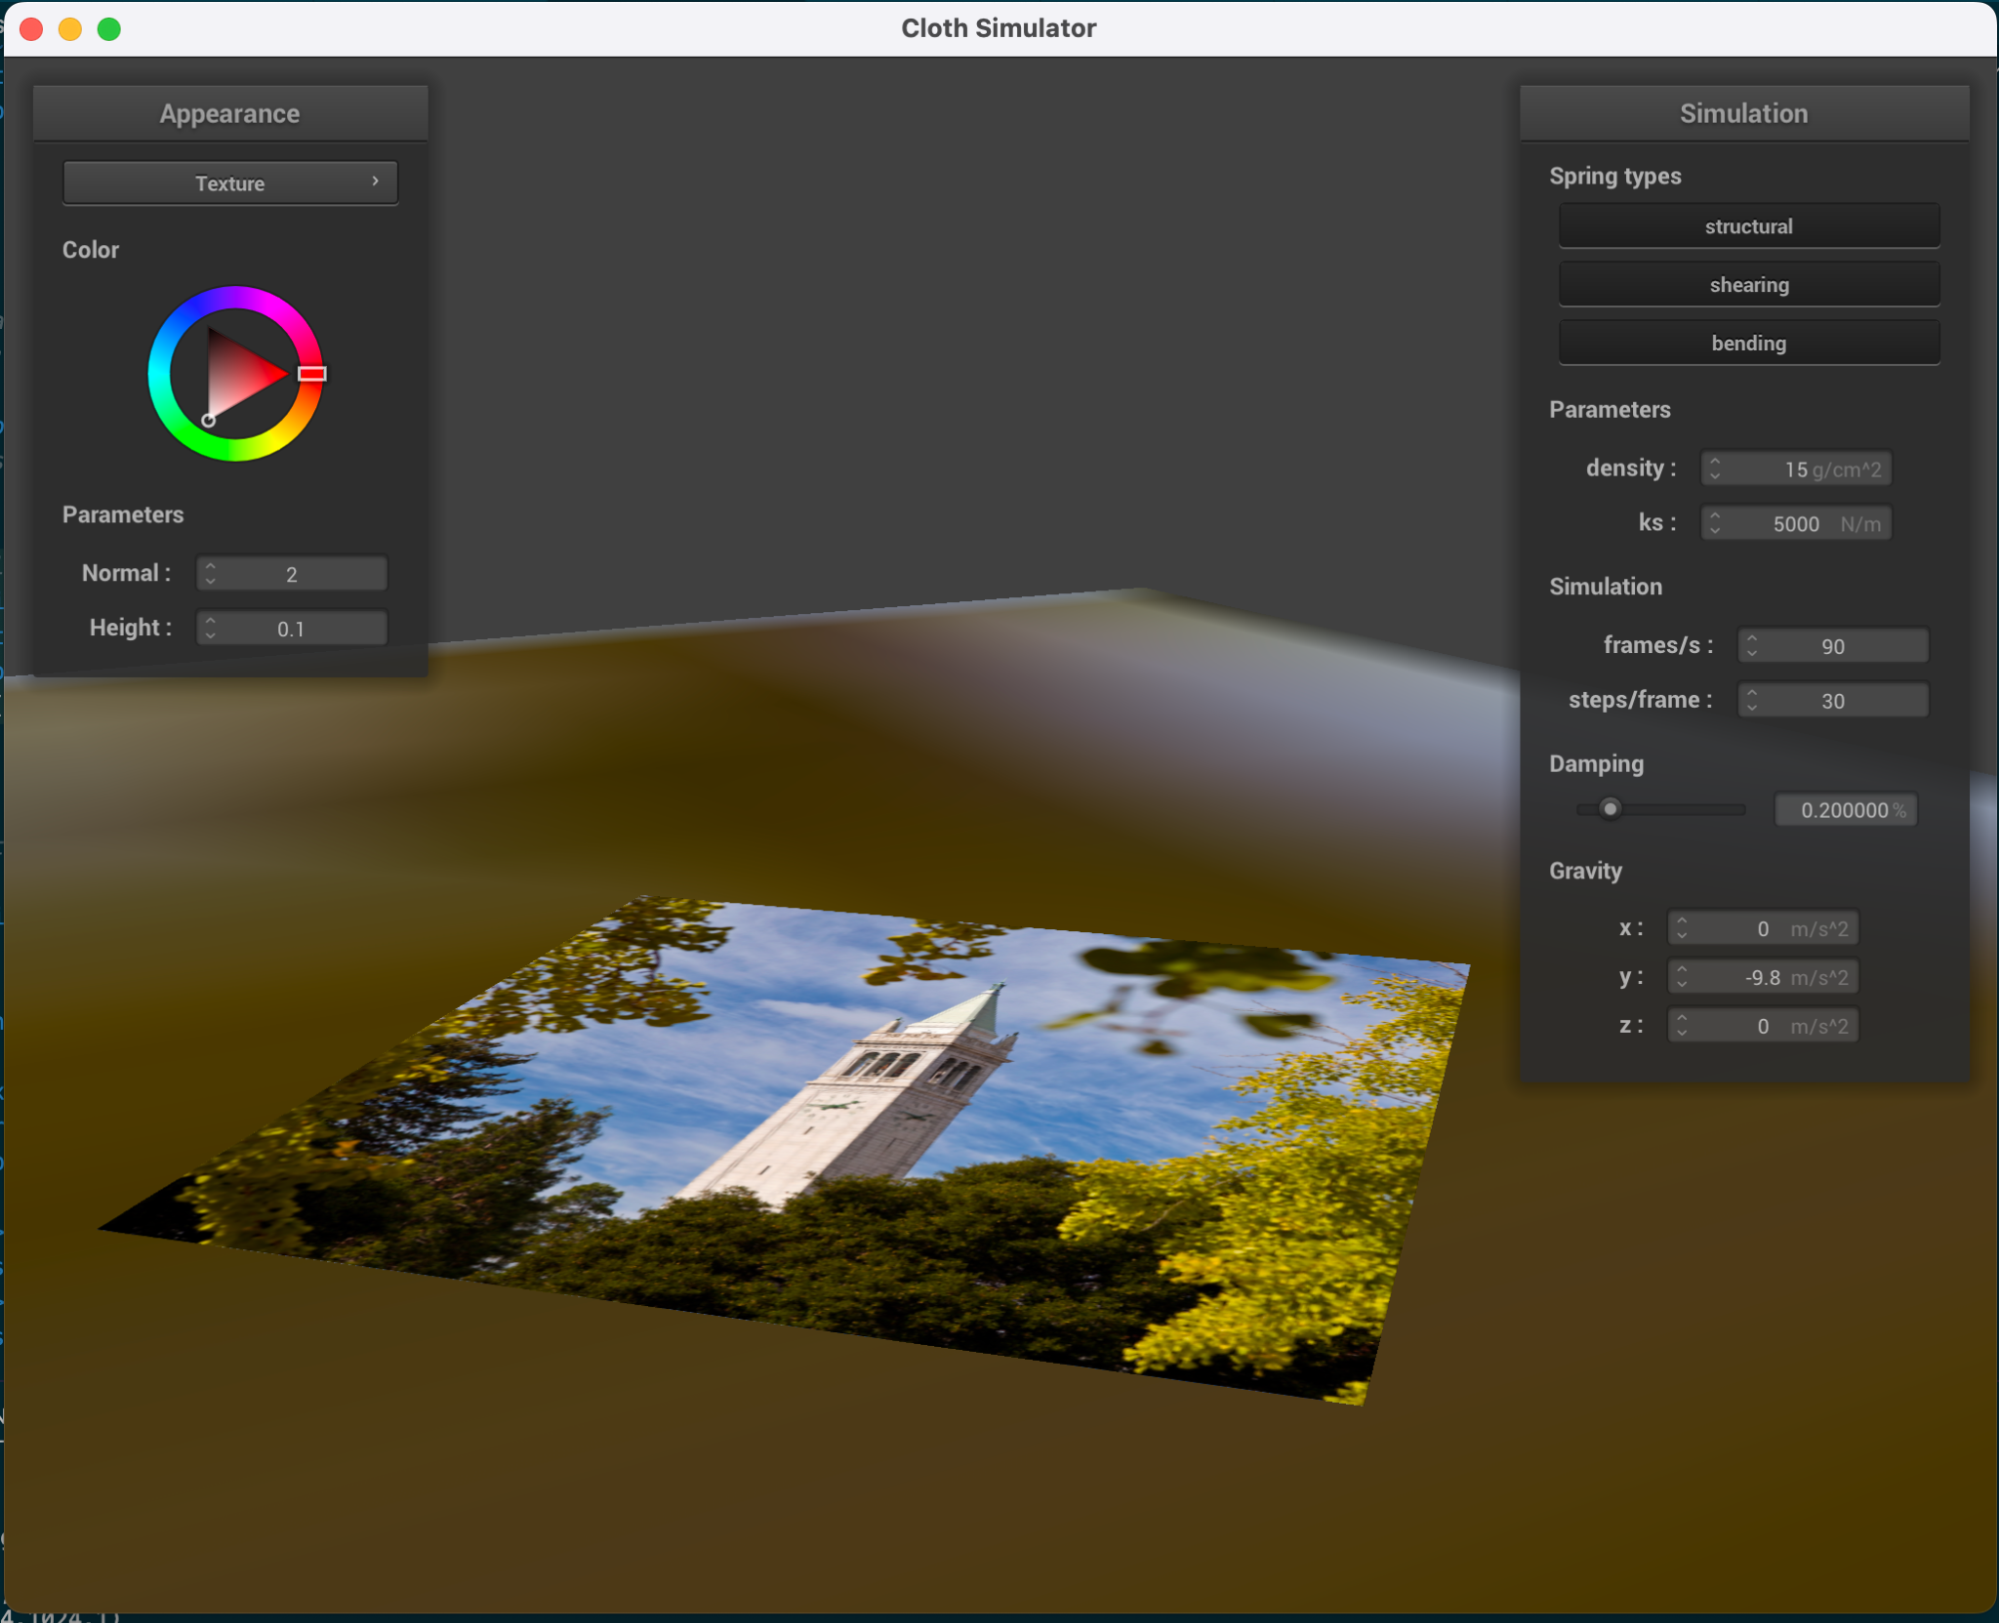 Cloth Simulator
Appearance
Texture
Color
Parameters
Normal : 2
Height : 0.1
Simulation
Spring types
structural
shearing
bending
Parameters
density : 15 g/cm^2
ks : 5000 N/m
Simulation
frames/s : 90
steps/frame : 30
Damping
0.200000 %
Gravity
x : 0 m/s^2
y : -9.8 m/s^2
z : 0 m/s^2